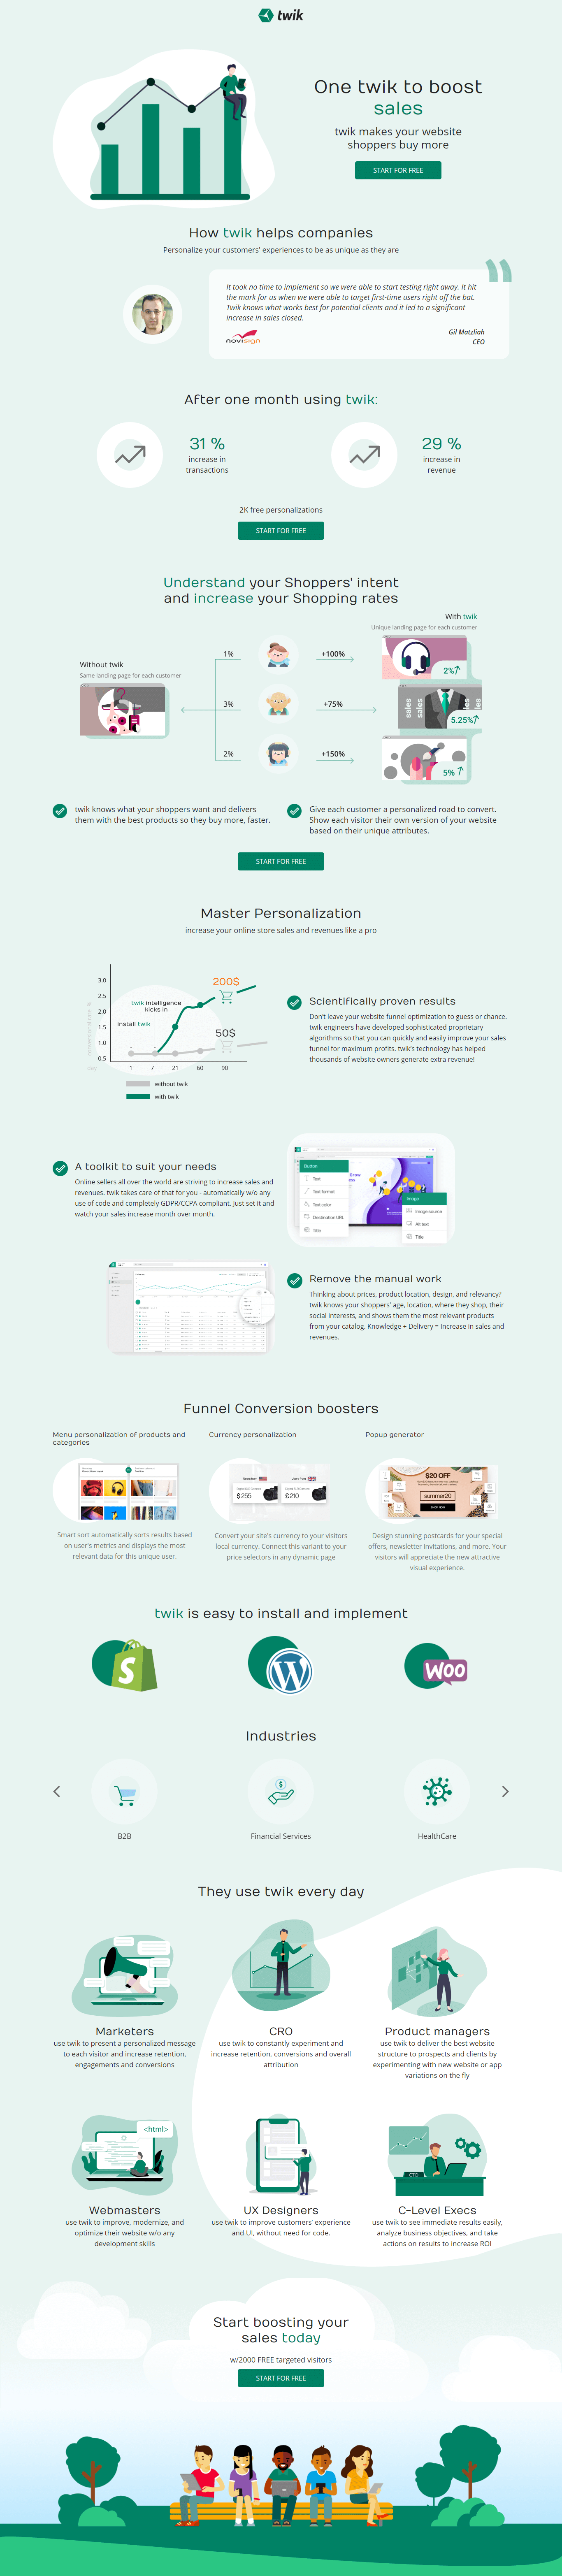 twik
One twik to boost
sales
twik makes your website
shoppers buy more
START FOR FREE
How twik helps companies
Personalize your customers' experiences to be as unique as they are
It took no time to implement so we were able to start testing right away. It hit
the mark for us when we were able to target first-time users right off the bat.
Twik knows what works best for potential clients and it led to a significant
increase in sales closed.
novisign
Gil Matzliah
CEO
After one month using twik:
31 %
increase in
transactions
29 %
increase in
revenue
2K free personalizations
START FOR FREE
Understand your Shoppers' intent
and increase your Shopping rates
With twik
Unique landing page for each customer
Without twik
Same landing page for each customer
1%
+100%
2%
3%
+75%
sales
sales
sales
5.25%
2%
+150%
5%
twik knows what your shoppers want and delivers
them with the best products so they buy more, faster.
Give each customer a personalized road to convert.
Show each visitor their own version of your website
based on their unique attributes.
START FOR FREE
Master Personalization
increase your online store sales and revenues like a pro
3.0
2.5
2.0
1.5
1.0
0.5
200$
twik intelligence
kicks in
install twik
50$
Day
1
7
21
60
90
without twik
with twik
Scientifically proven results
Don't leave your website funnel optimization to guess or chance.
twik engineers have developed sophisticated proprietary
algorithms so that you can quickly and easily improve your sales
funnel for maximum profits. twik's technology has helped
thousands of website owners generate extra revenue!
A toolkit to suit your needs
Online sellers all over the world are striving to increase sales and
revenues. twik takes care of that for you - automatically w/o any
use of code and completely GDPR/CCPA compliant. Just set it and
watch your sales increase month over month.
Button
Text
Text format
Text color
Destination URL
Title
Image
Image source
Alt text
Title
Remove the manual work
Thinking about prices, product location, design, and relevancy?
twik knows your shoppers' age, location, where they shop, their
social interests, and shows them the most relevant products
from your catalog. Knowledge + Delivery = Increase in sales and
revenues.
Funnel Conversion boosters
Menu personalization of products and
categories
Smart sort automatically sorts results based
on user's metrics and displays the most
relevant data for this unique user.
Currency personalization
$255
£210
Convert your site's currency to your visitors
local currency. Connect this variant to your
price selectors in any dynamic page
Popup generator
$20 OFF
summer20
SHOP NOW
Design stunning postcards for your special
offers, newsletter invitations, and more. Your
visitors will appreciate the new attractive
visual experience.
twik is easy to install and implement
S
W
WOO
Industries
B2B
Financial Services
HealthCare
They use twik every day
Marketers
use twik to present a personalized message
to each visitor and increase retention,
engagements and conversions
CRO
use twik to constantly experiment and
increase retention, conversions and overall
attribution
Product managers
use twik to deliver the best website
structure to prospects and clients by
experimenting with new website or app
variations on the fly
<html>
Webmasters
use twik to improve, modernize, and
optimize their website w/o any
development skills
UX Designers
use twik to improve customers' experience
and UI, without need for code.
CEO
C-Level Execs
use twik to see immediate results easily,
analyze business objectives, and take
actions on results to increase ROI
Start boosting your
sales today
w/2000 FREE targeted visitors
START FOR FREE